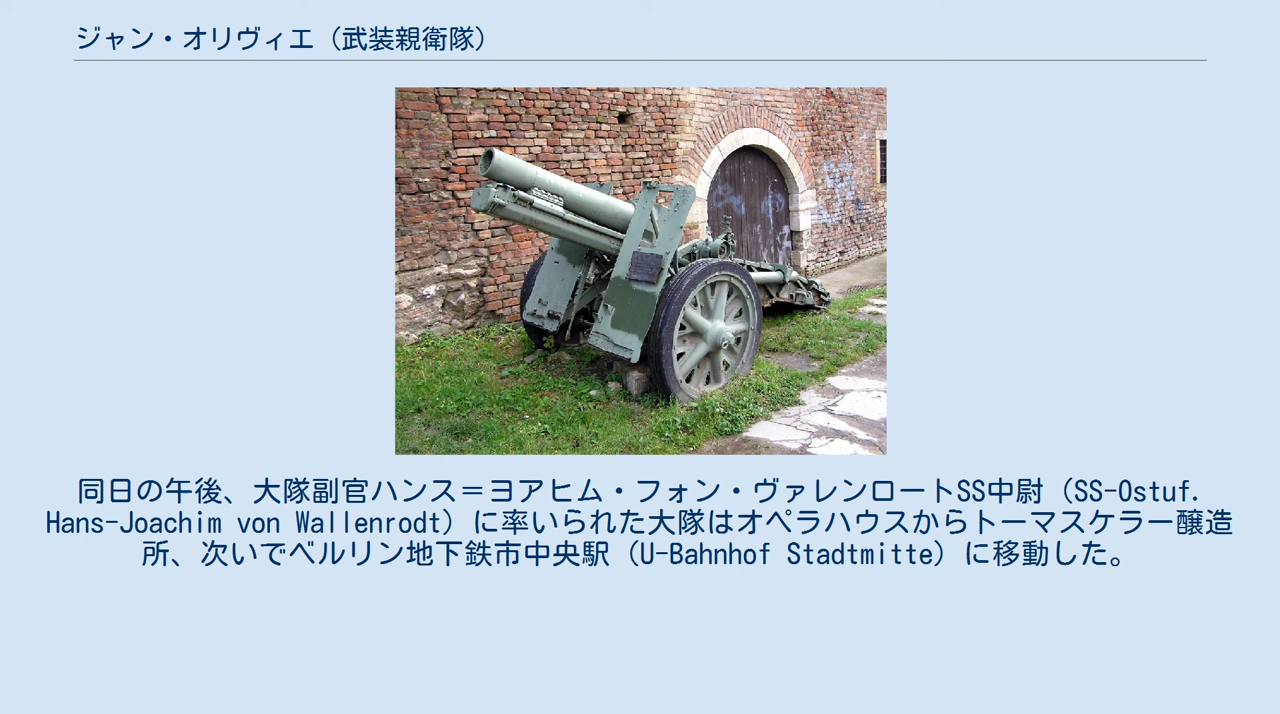 ジャン・オリヴィエ（武装親衛隊）
同日の午後、大隊副官ハンス＝ヨアヒム・フォン・ヴァレンロートSS中尉（SS-Ostuf.
Hans-Joachim von Wallenrodt）に率いられた大隊はオペラハウスからトーマスケラー醸造
所、次いでベルリン地下鉄市中央駅（U-Bahnhof Stadtmitte）に移動した。